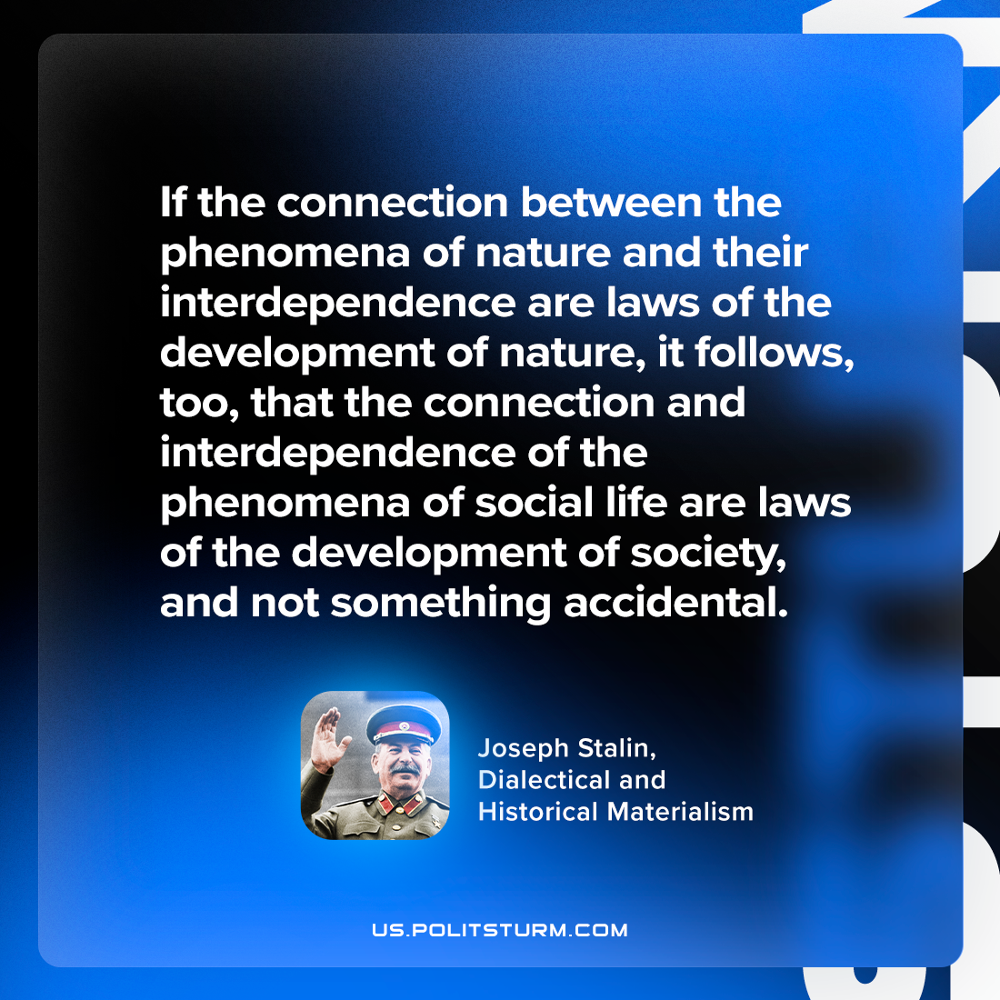 If the connection between the
phenomena of nature and their
interdependence are laws of the
development of nature, it follows,
too, that the connection and
interdependence of the
phenomena of social life are laws
of the development of society,
and not something accidental.
Joseph Stalin,
Dialectical and
Historical Materialism
US.POLITSTURM.COM